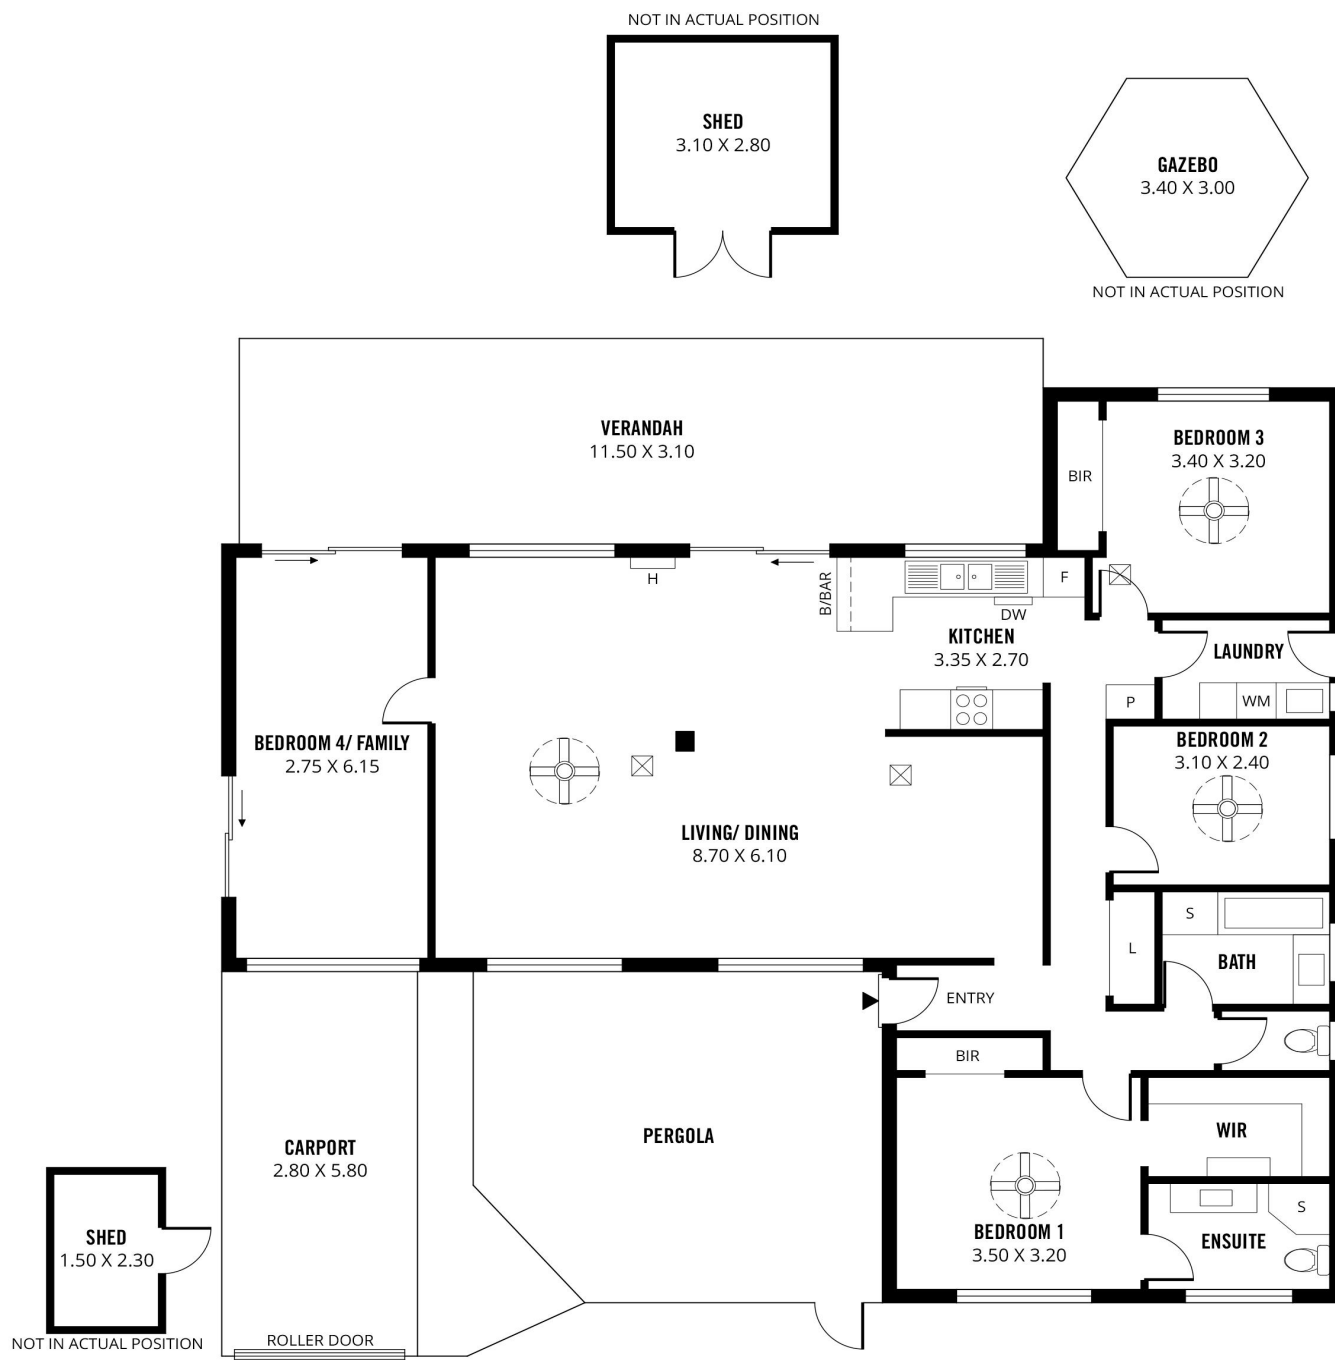 NOT IN ACTUAL POSITION
SHED
3.10 X 2.80
GAZEBO
3.40 X 3.00
NOT IN ACTUAL POSITION
VERANDAH
11.50 X 3.10
BEDROOM 3
3.40 X 3.20
BIR
H
B/BAR
F
DW
KITCHEN
3.35 X 2.70
LAUNDRY
P
WM
BEDROOM 4/ FAMILY
2.75 X 6.15
BEDROOM 2
3.10 X 2.40
LIVING/ DINING
8.70 X 6.10
S
L
BATH
ENTRY
BIR
PERGOLA
WIR
CARPORT
2.80 X 5.80
SHED
1.50 X 2.30
NOT IN ACTUAL POSITION
BEDROOM 1
3.50 X 3.20
S
ENSUITE
ROLLER DOOR